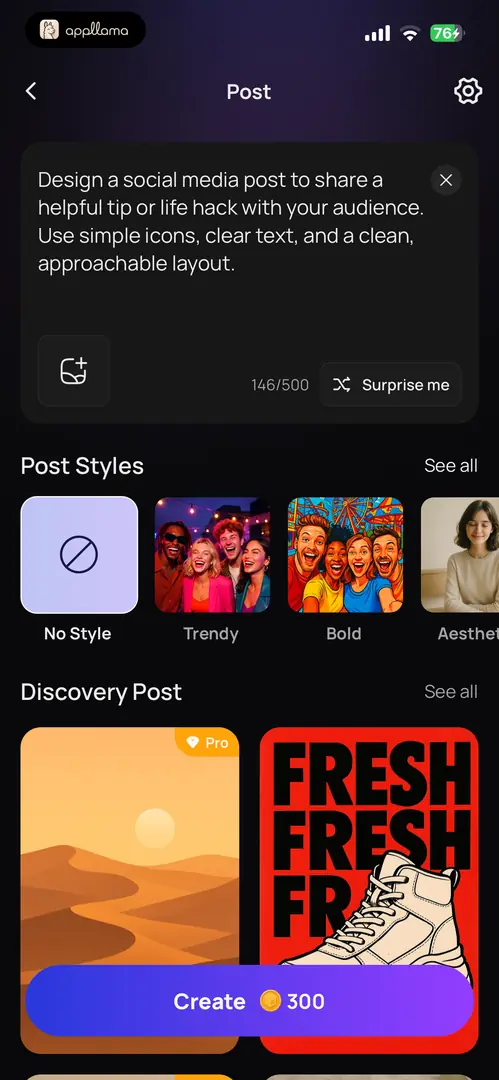 appllama
76
Post
Design a social media post to share a
helpful tip or life hack with your audience.
Use simple icons, clear text, and a clean,
approachable layout.
146/500
Surprise me
Post Styles
See all
No Style
Trendy
Bold
Aesthet
Discovery Post
See all
Pro
FRESH
FRESH
FR
Create 300